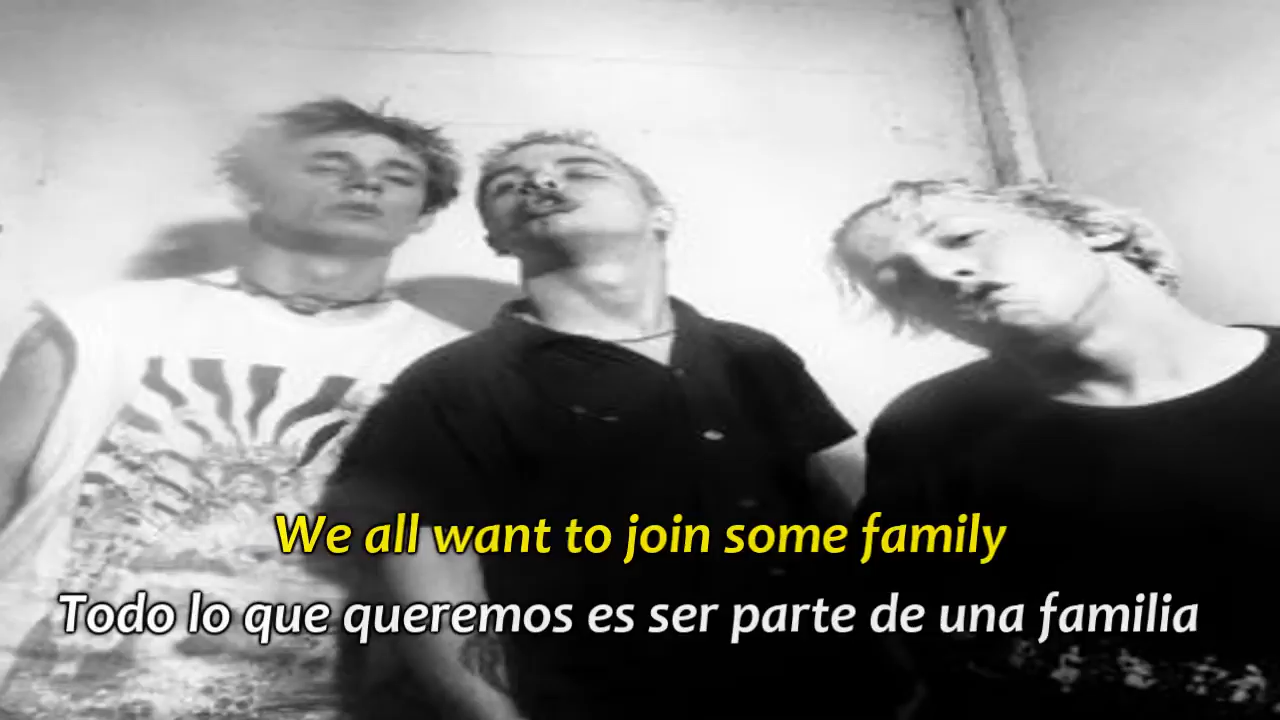 We all want to join some family
Todo lo que queremos es ser parte de una familia